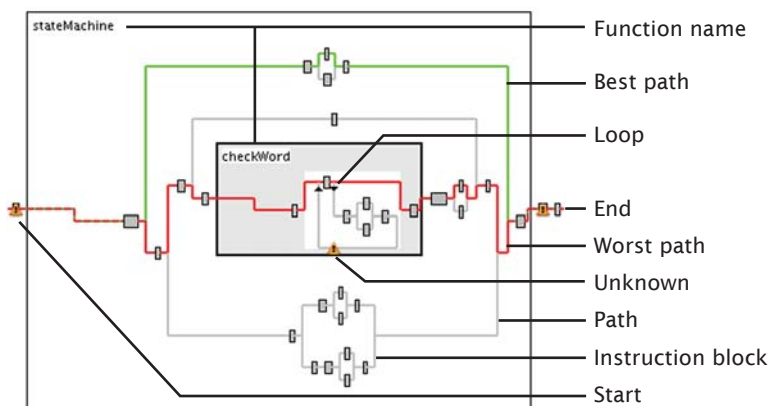 stateMachine
Function name
Best path
Loop
checkWord
End
Worst path
Unknown
Path
Instruction block
Start